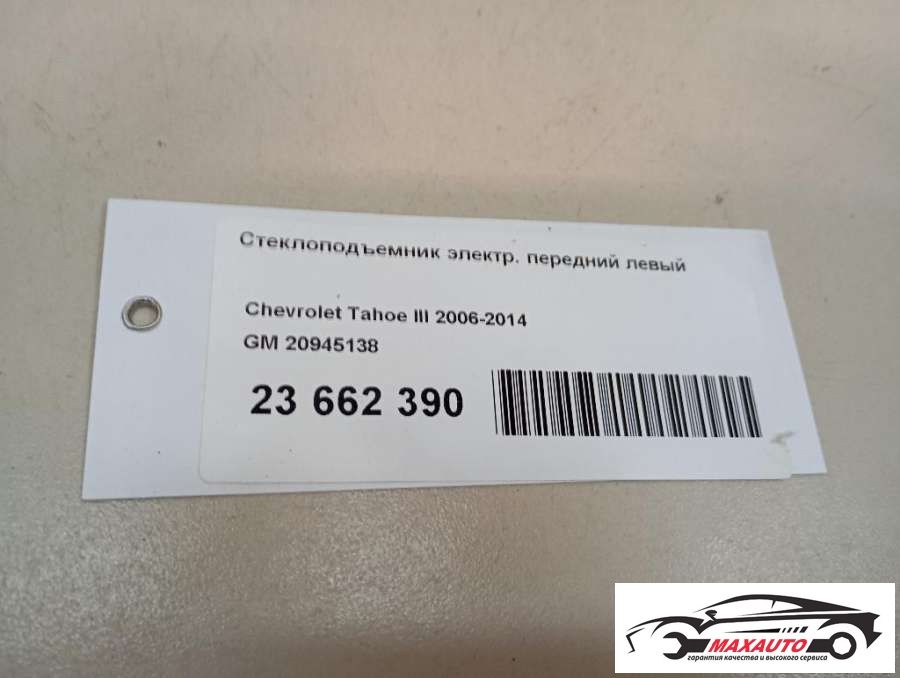 Стеклоподъемник электр. передний левый
Chevrolet Tahoe III 2006-2014
GM 20945138
23 662 390
MAXAUTO
гарантия качества и высокого сервиса